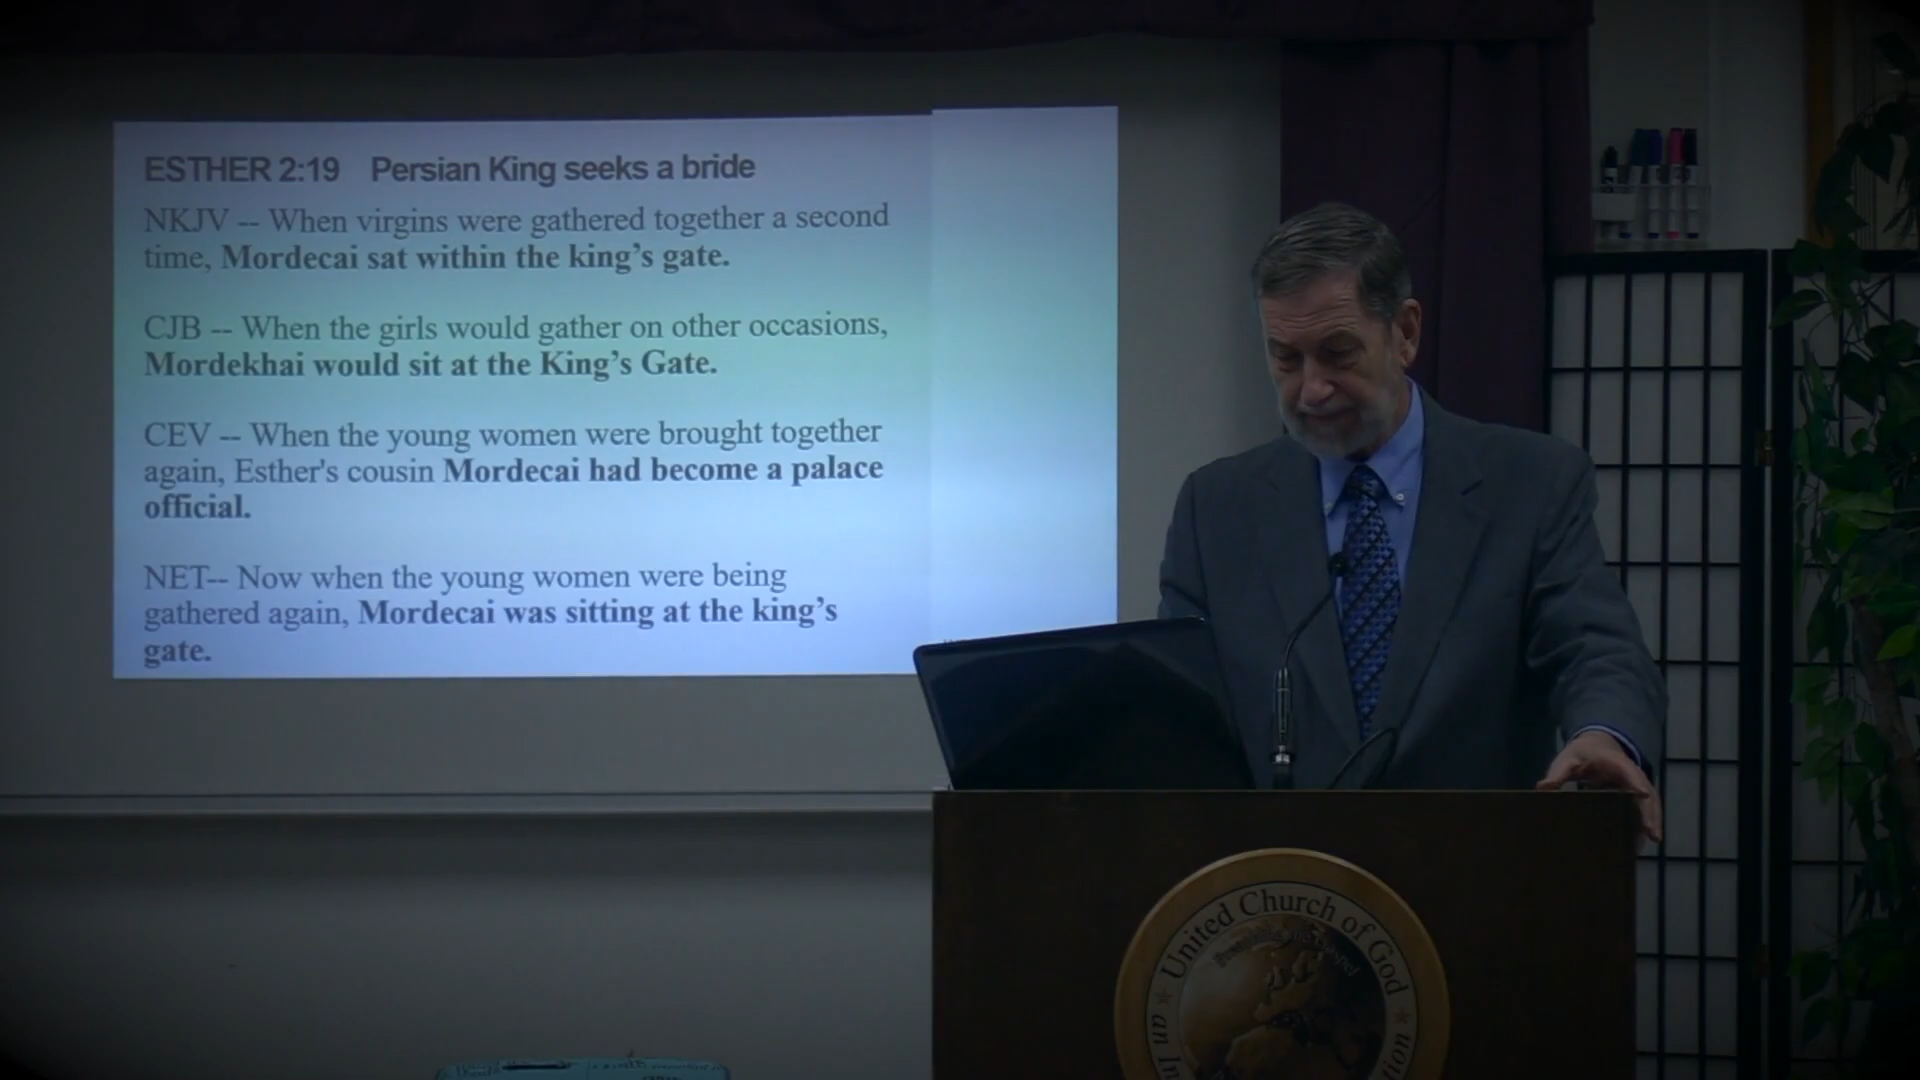 ESTHER 2:19 Persian King seeks a bride
NKJV -- When virgins were gathered together a second
time, Mordecai sat within the king’s gate.
CJB -- When the girls would gather on other occasions,
Mordekhai would sit at the King’s Gate.
CEV -- When the young women were brought together
again, Esther's cousin Mordecai had become a palace
official.
NET-- Now when the young women were being
gathered again, Mordecai was sitting at the king’s
gate.
United Church of God
an